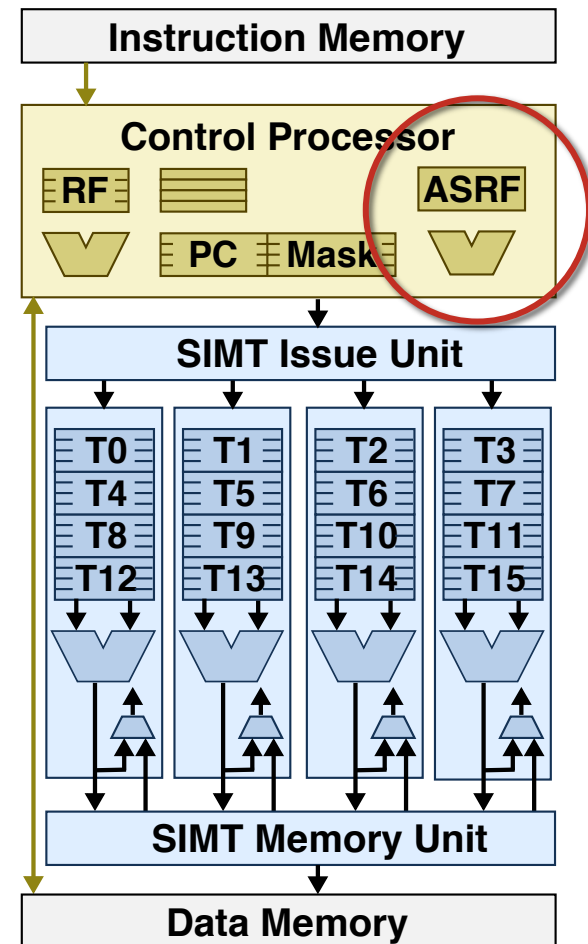 Instruction Memory
Control Processor
RF
ASRF
PC Mask
SIMT Issue Unit
T0 T1 T2 T3
T4 T5 T6 T7
T8 T9 T10 T11
T12 T13 T14 T15
SIMT Memory Unit
Data Memory